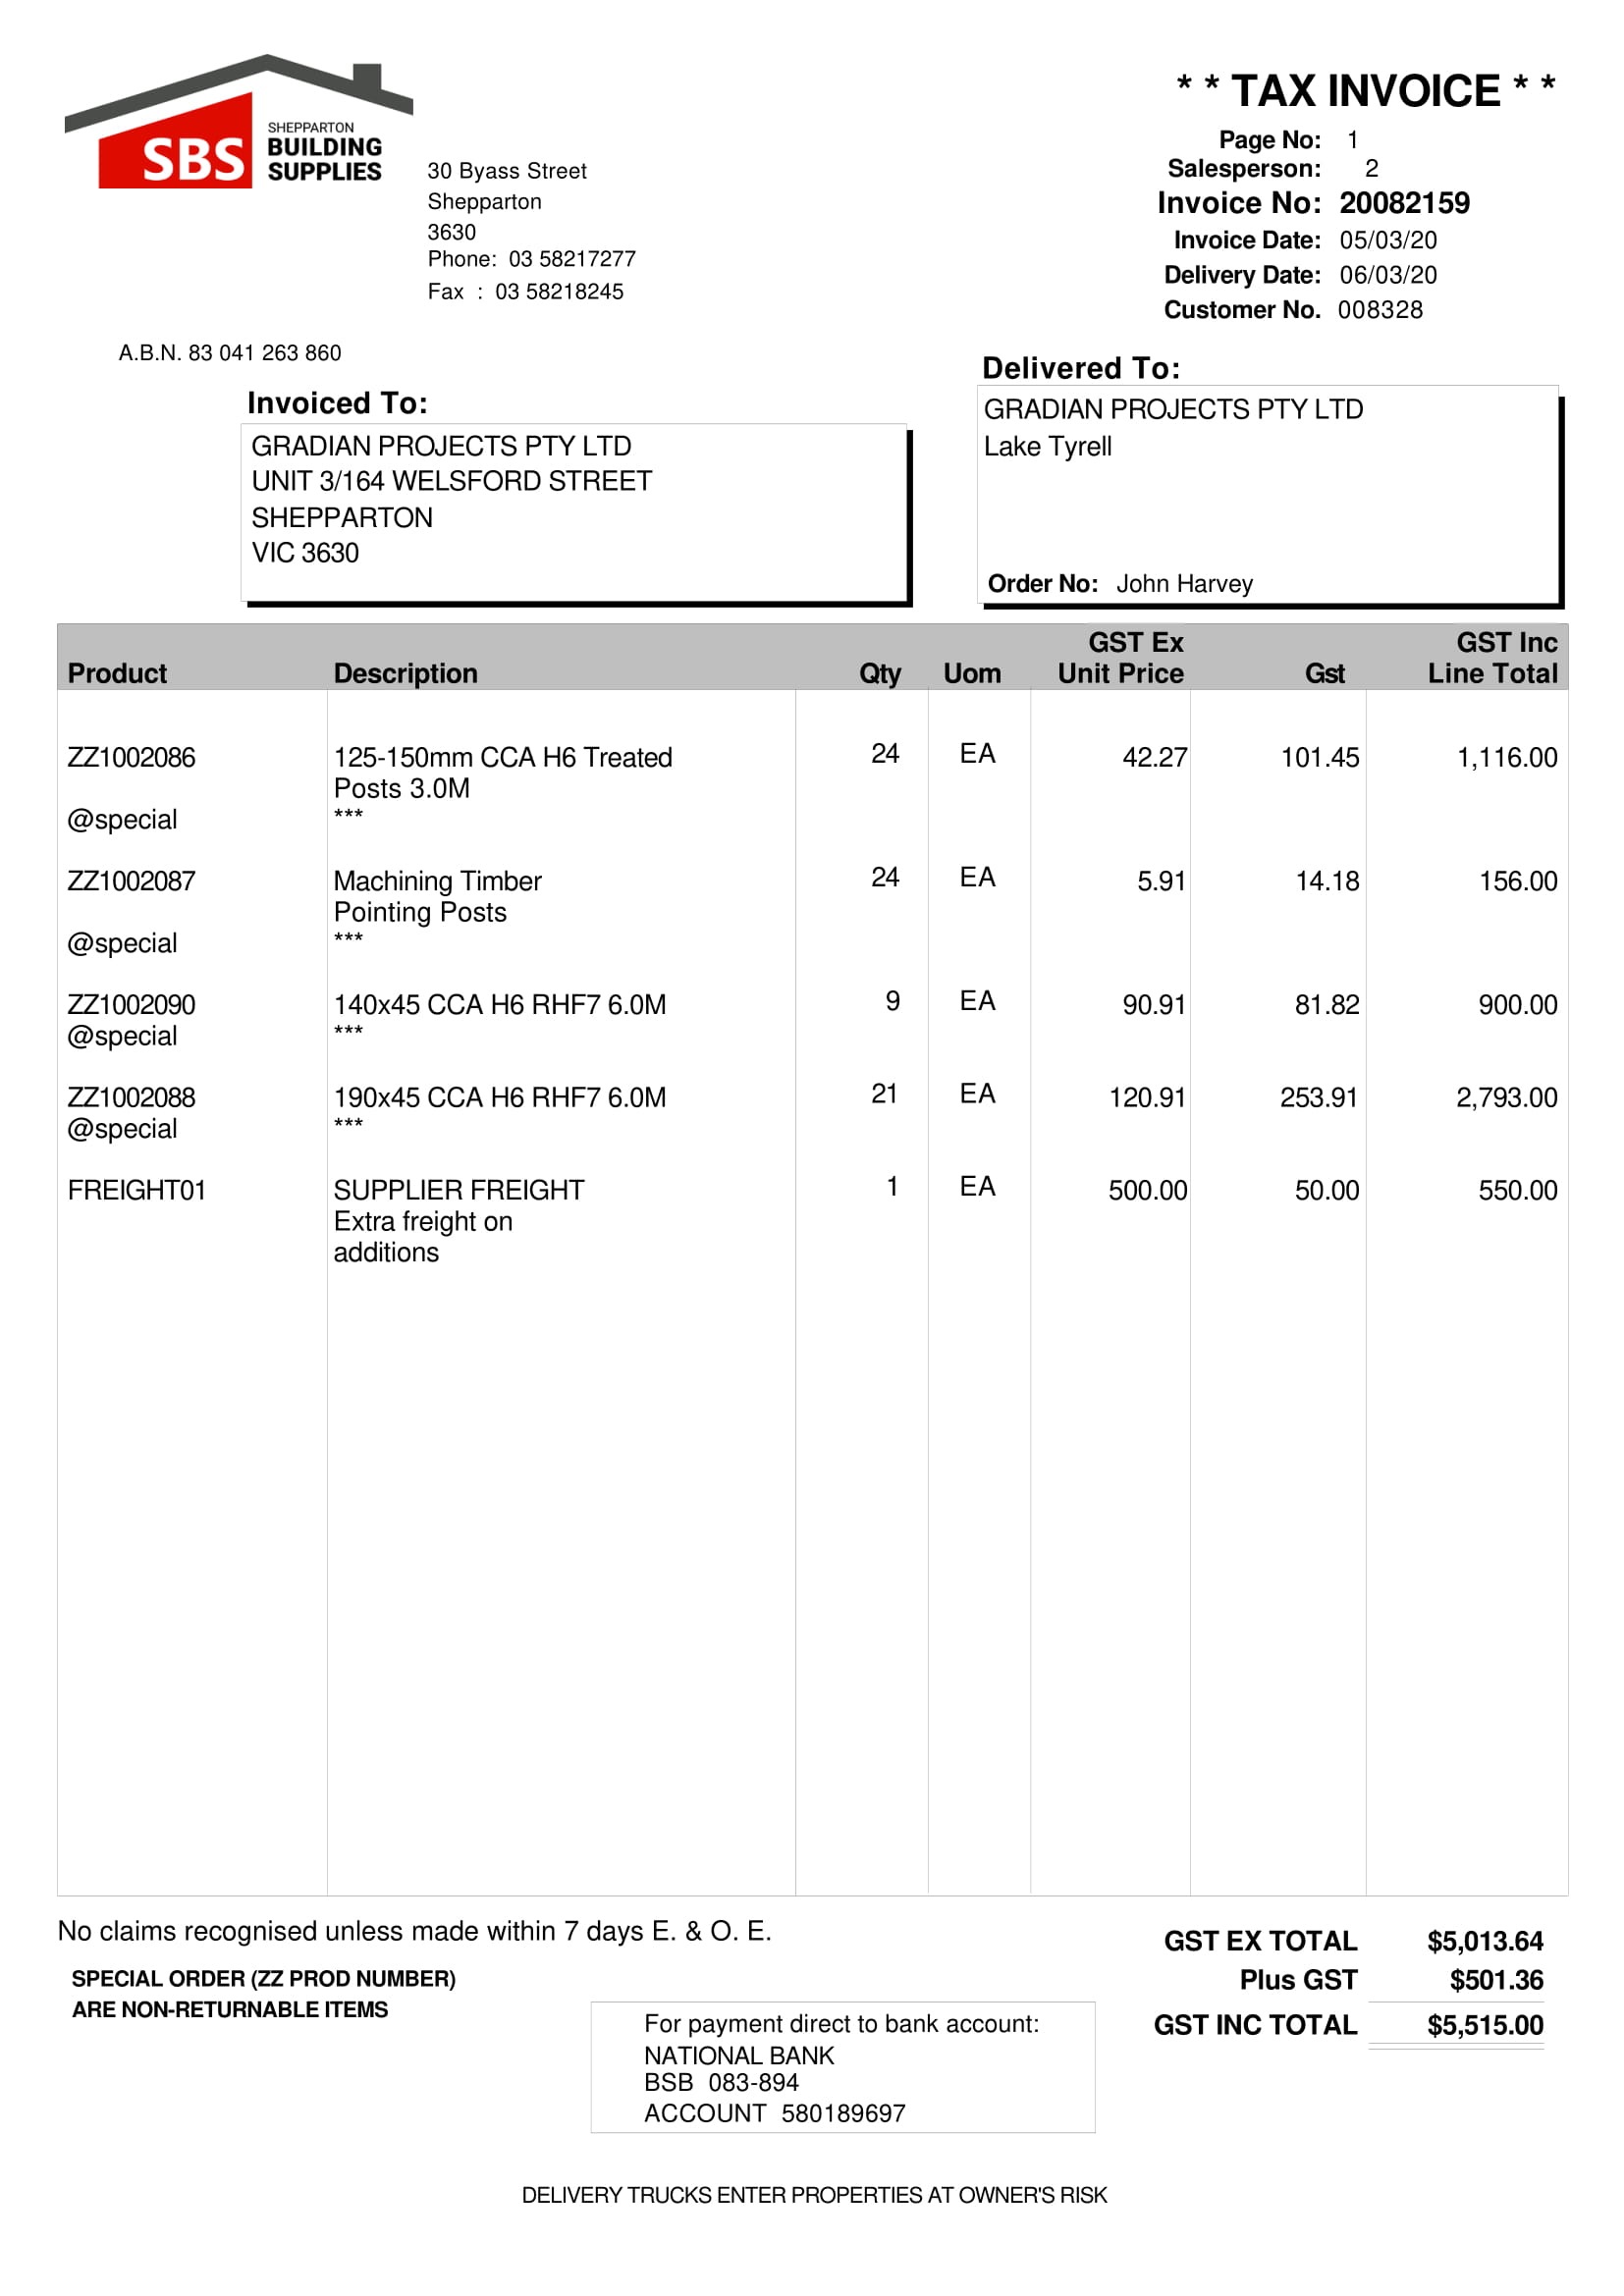 SBS SHEPPARTON
BUILDING
SUPPLIES
30 Byass Street
Shepparton
3630
Phone: 03 58217277
Fax : 03 58218245
A.B.N. 83 041 263 860
* * TAX INVOICE * *
Page No: 1
Salesperson: 2
Invoice No: 20082159
Invoice Date: 05/03/20
Delivery Date: 06/03/20
Customer No. 008328
Invoiced To:
GRADIAN PROJECTS PTY LTD
UNIT 3/164 WELSFORD STREET
SHEPPARTON
VIC 3630
Delivered To:
GRADIAN PROJECTS PTY LTD
Lake Tyrell
Order No: John Harvey
GST Ex GST Inc
Product Description Qty Uom Unit Price Gst Line Total
ZZ1002086 125-150mm CCA H6 Treated 24 EA 42.27 101.45 1,116.00
Posts 3.0M
@special ***
ZZ1002087 Machining Timber 24 EA 5.91 14.18 156.00
Pointing Posts
@special ***
ZZ1002090 140x45 CCA H6 RHF7 6.0M 9 EA 90.91 81.82 900.00
@special ***
ZZ1002088 190x45 CCA H6 RHF7 6.0M 21 EA 120.91 253.91 2,793.00
@special ***
FREIGHT01 SUPPLIER FREIGHT 1 EA 500.00 50.00 550.00
Extra freight on
additions
No claims recognised unless made within 7 days E. & O. E.
SPECIAL ORDER (ZZ PROD NUMBER)
ARE NON-RETURNABLE ITEMS
For payment direct to bank account:
NATIONAL BANK
BSB 083-894
ACCOUNT 580189697
GST EX TOTAL $5,013.64
Plus GST $501.36
GST INC TOTAL $5,515.00
DELIVERY TRUCKS ENTER PROPERTIES AT OWNER'S RISK